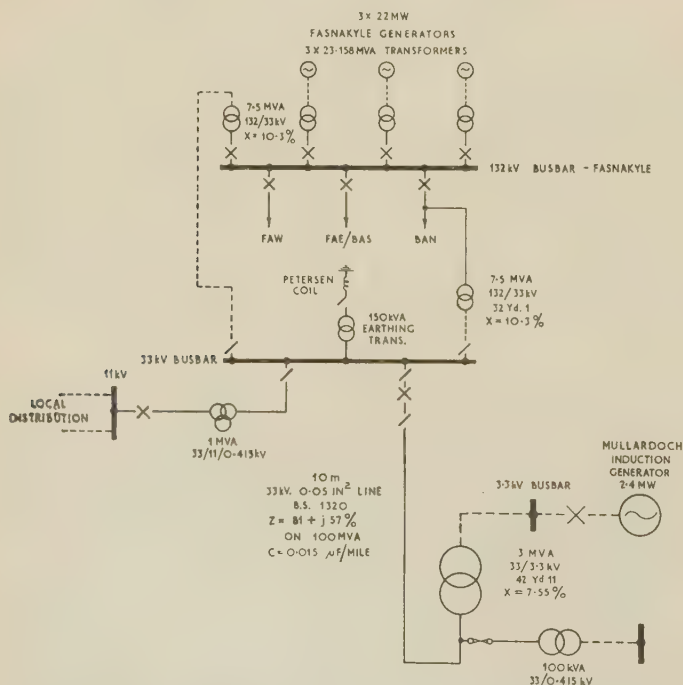 3 x 22MW
FASNAKYLE GENERATORS
3 x 23·158MVA TRANSFORMERS
7·5 MVA
132/33kV
X = 10·3%
132kV BUSBAR - FASNAKYLE
FAW
FAE/BAS
BAN
PETERSEN
COIL
7·5 MVA
132/33kV
32 Yd. 1
X = 10·3%
150kVA
EARTHING
TRANS.
33kV BUSBAR
11kV
LOCAL
DISTRIBUTION
1 MVA
33/11/0·415kV
10m
33kV. 0·05 IN² LINE
B.S. 1320
Z = 81 + j 57%
ON 100MVA
C = 0·015 μF/MILE
MULLARDOCH
INDUCTION
GENERATOR
2·4 MW
3·3kV BUSBAR
3 MVA
33/3·3 kV
42 Yd 11
X = 7·55%
100kVA
33/0·415 kV